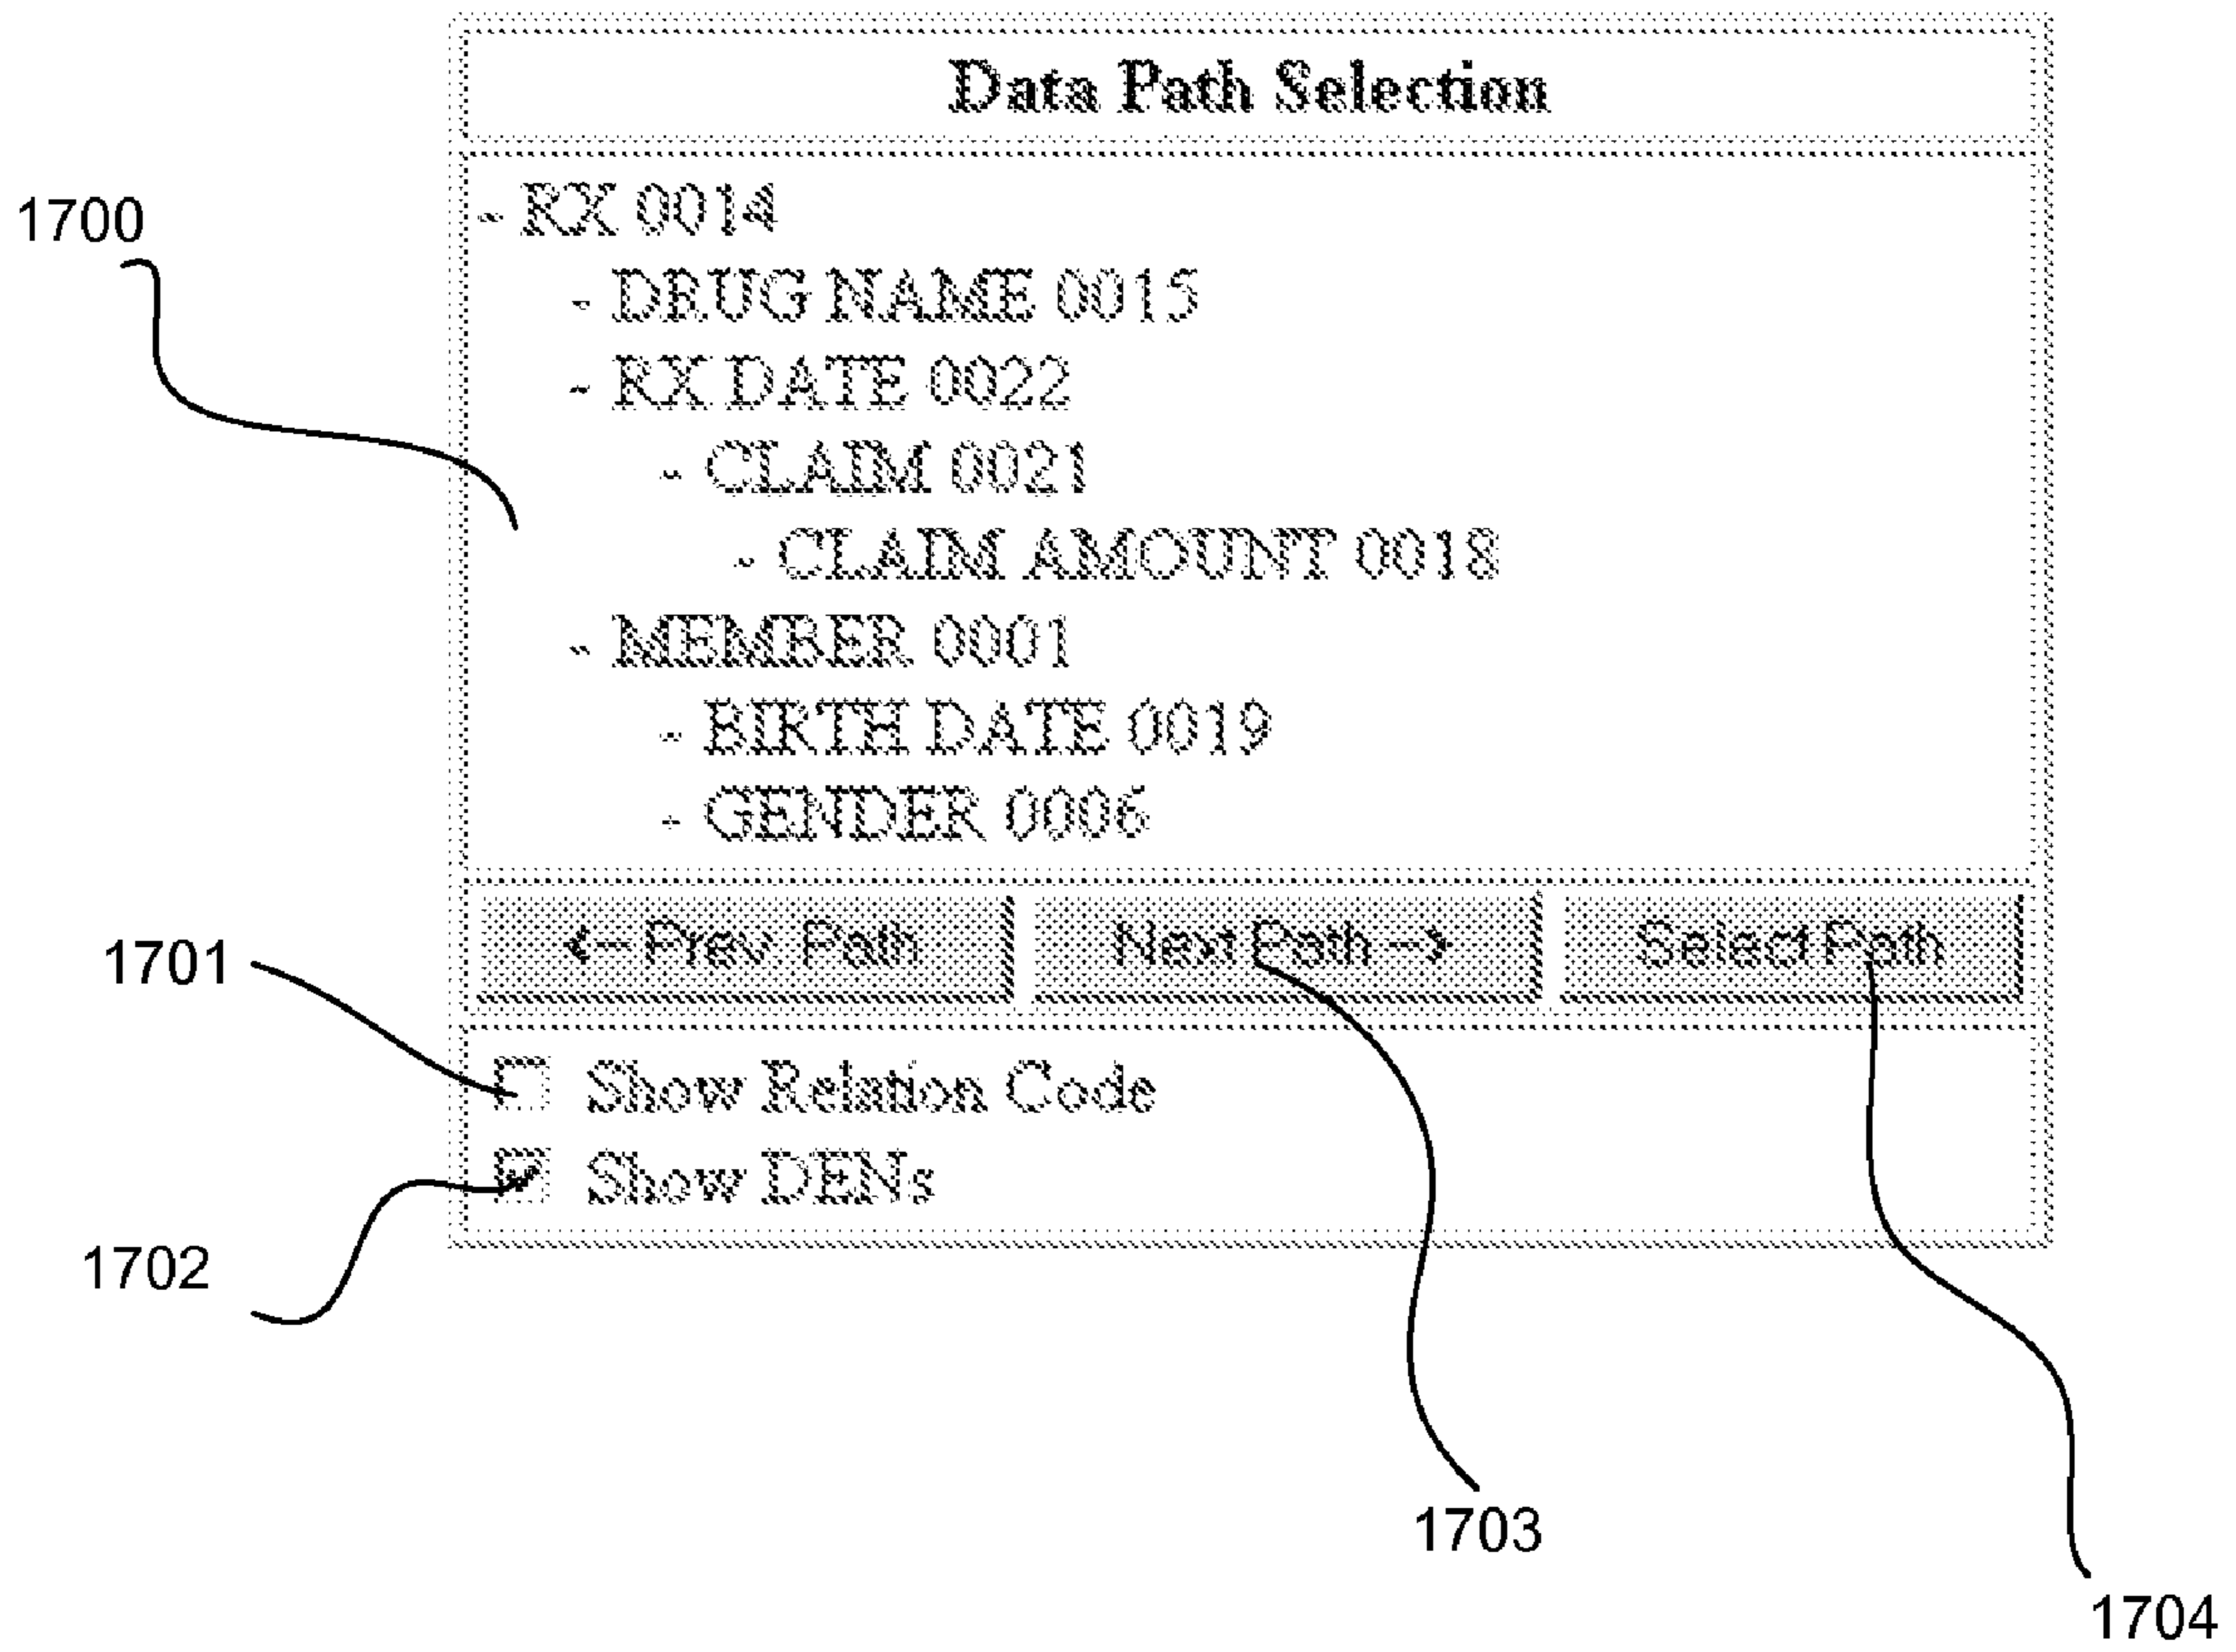 Data Path Selection
1700
- RX 0014
- DRUG NAME 0015
- RX DATE 0022
- CLAIM 0021
- CLAIM AMOUNT 0018
- MEMBER 0001
- BIRTH DATE 0019
- GENDER 0006
1701
<-- Prev. Path Next Path --> Select Path
Show Relation Code
Show DENs
1702
1703
1704